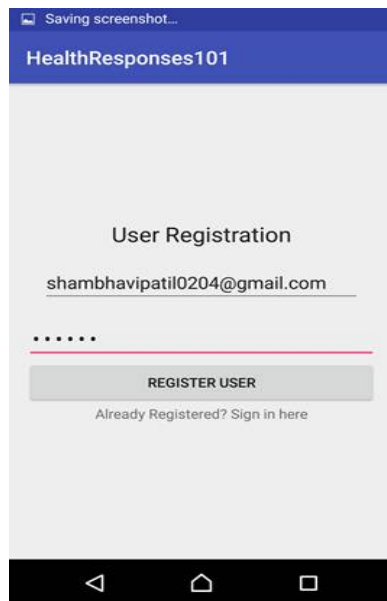 Saving screenshot...
HealthResponses101
User Registration
shambhavipatil0204@gmail.com
••••••
REGISTER USER
Already Registered? Sign in here